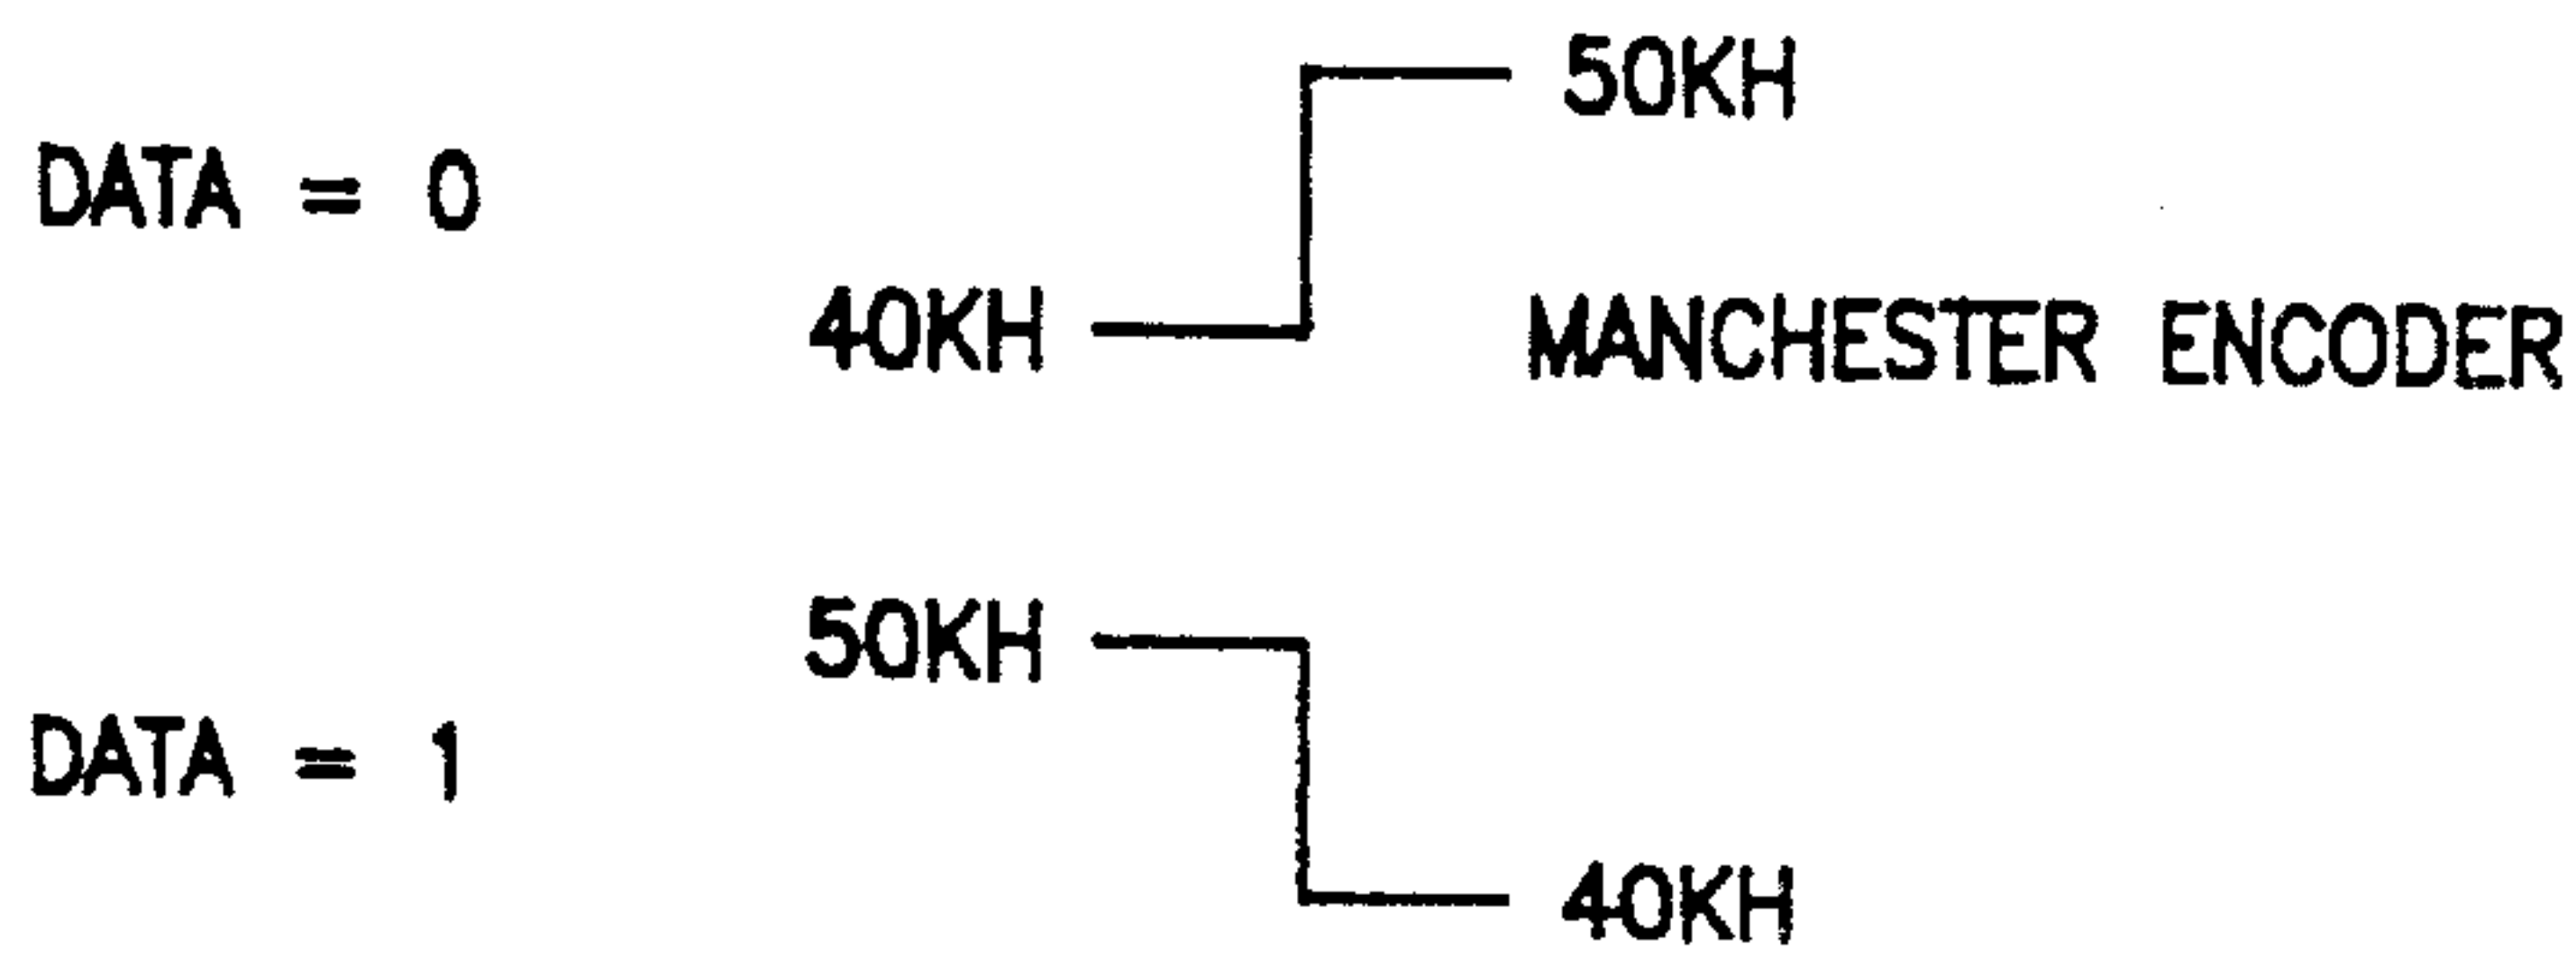 50KH
DATA = 0
40KH
MANCHESTER ENCODER
50KH
DATA = 1
40KH